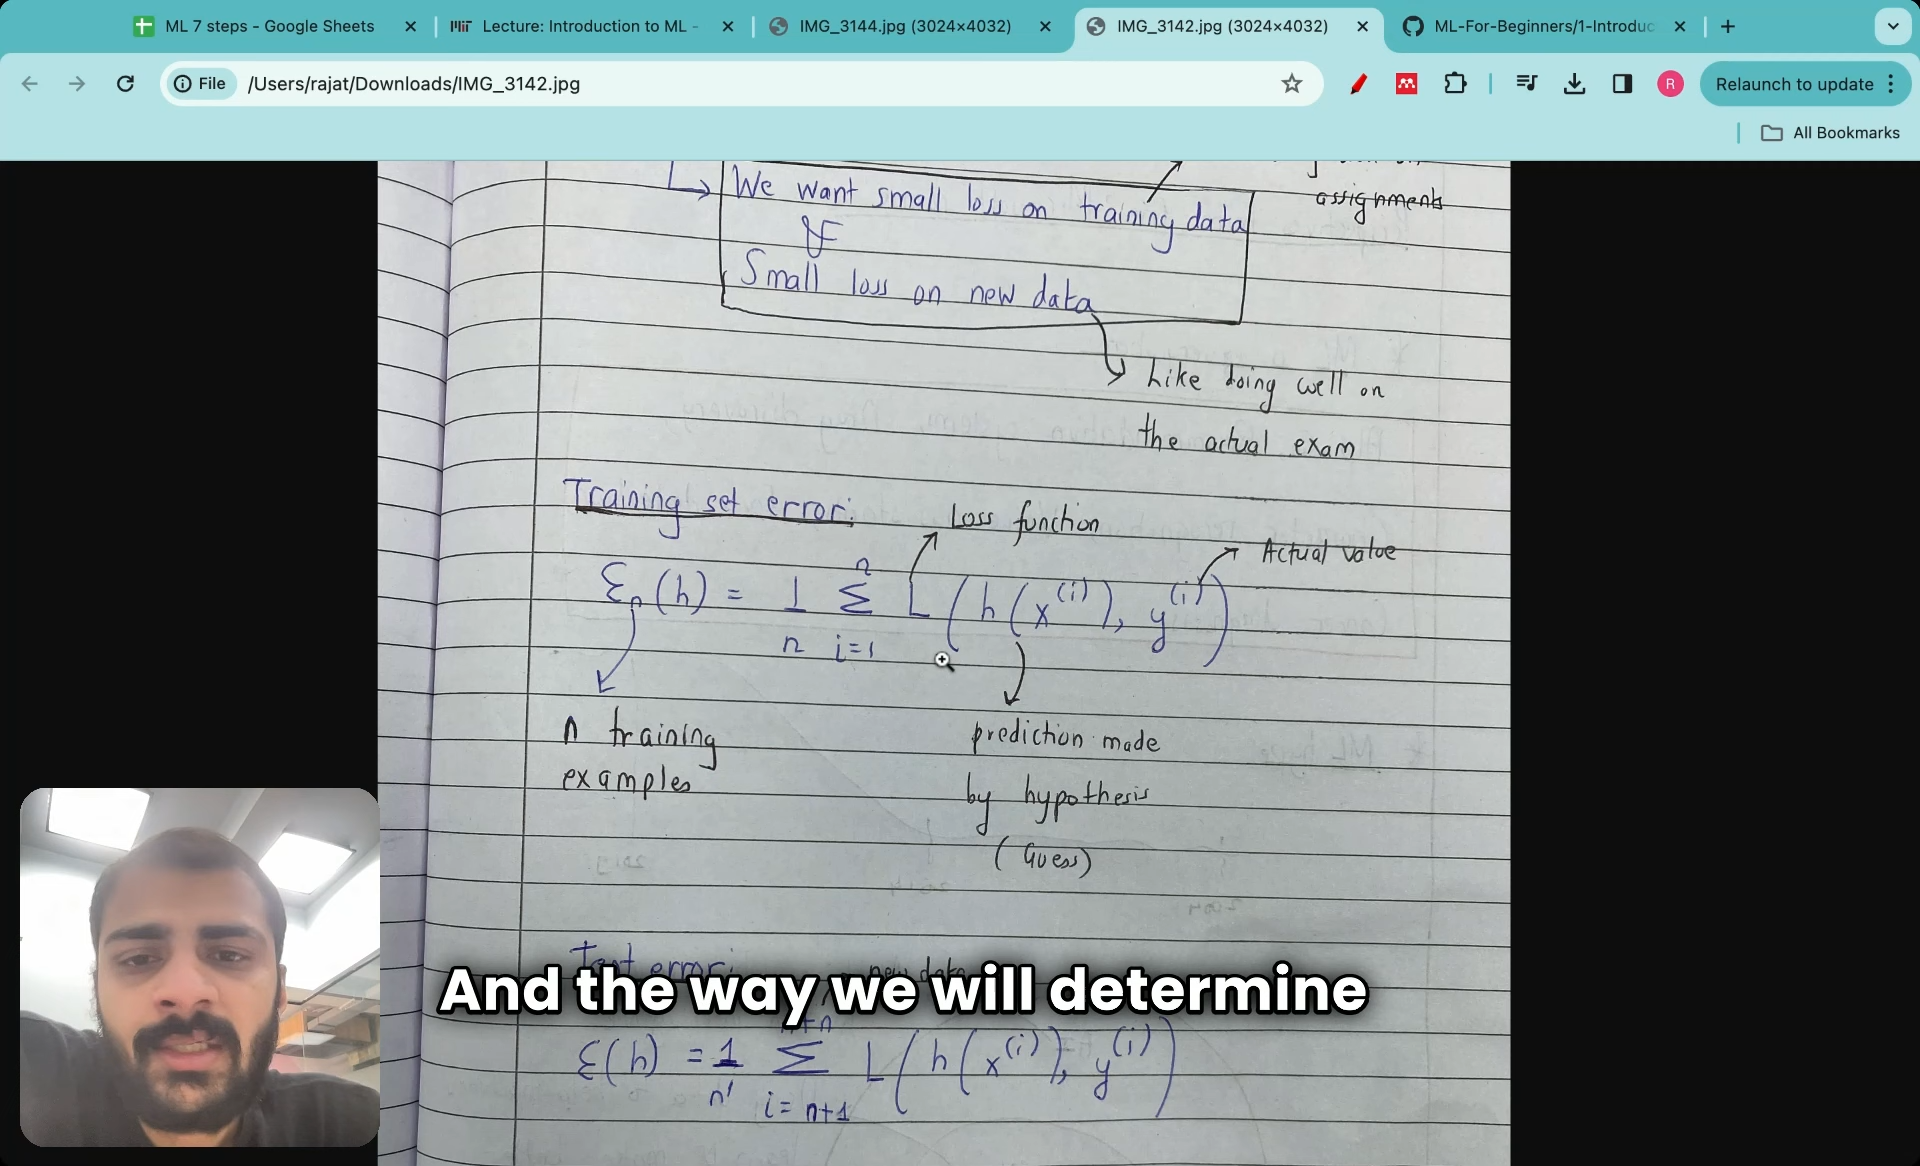 ML 7 steps - Google Sheets
MIT Lecture: Introduction to ML -
IMG_3144.jpg (3024×4032)
IMG_3142.jpg (3024×4032)
ML-For-Beginners/1-Introduc
File /Users/rajat/Downloads/IMG_3142.jpg
R
Relaunch to update
All Bookmarks
assignments
We want small loss on training data
&
Small loss on new data
Like doing well on
the actual exam
Training set error:
Loss function
Actual value
Ɛn(h) = 1/n Σ i=1 n L(h(x^(i)), y^(i))
n training
examples
prediction made
by hypothesis
(Guess)
Test error:
new data
And the way we will determine
Ɛ(h) = 1/n' Σ i=n+1 L(h(x^(i)), y^(i))